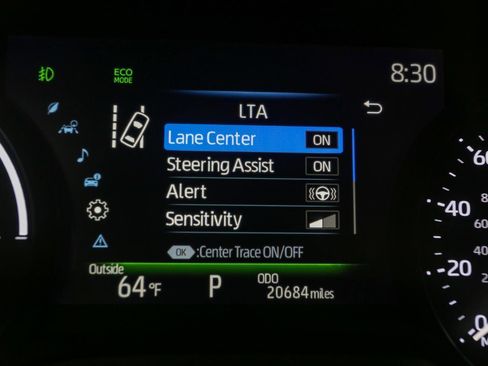 ECO
MODE
8:30
LTA
Lane Center ON
Steering Assist ON
Alert
Sensitivity
OK :Center Trace ON/OFF
Outside
64 °F
P
ODO
20684 miles
60
40
20
0